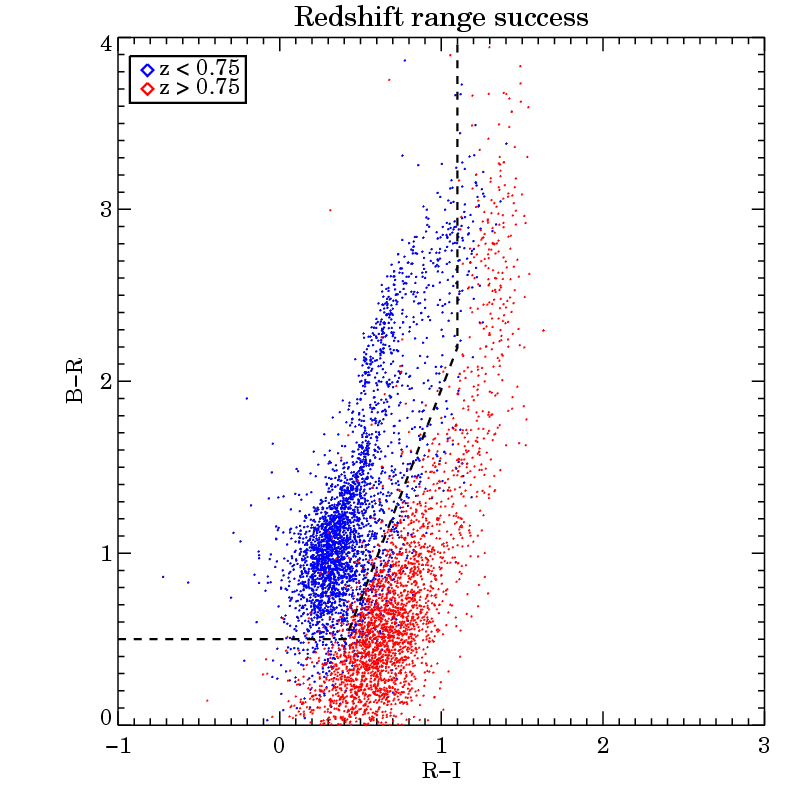 Redshift range success
z < 0.75
z > 0.75
4
3
2
1
0
B−R
−1 0 1 2 3
R−I